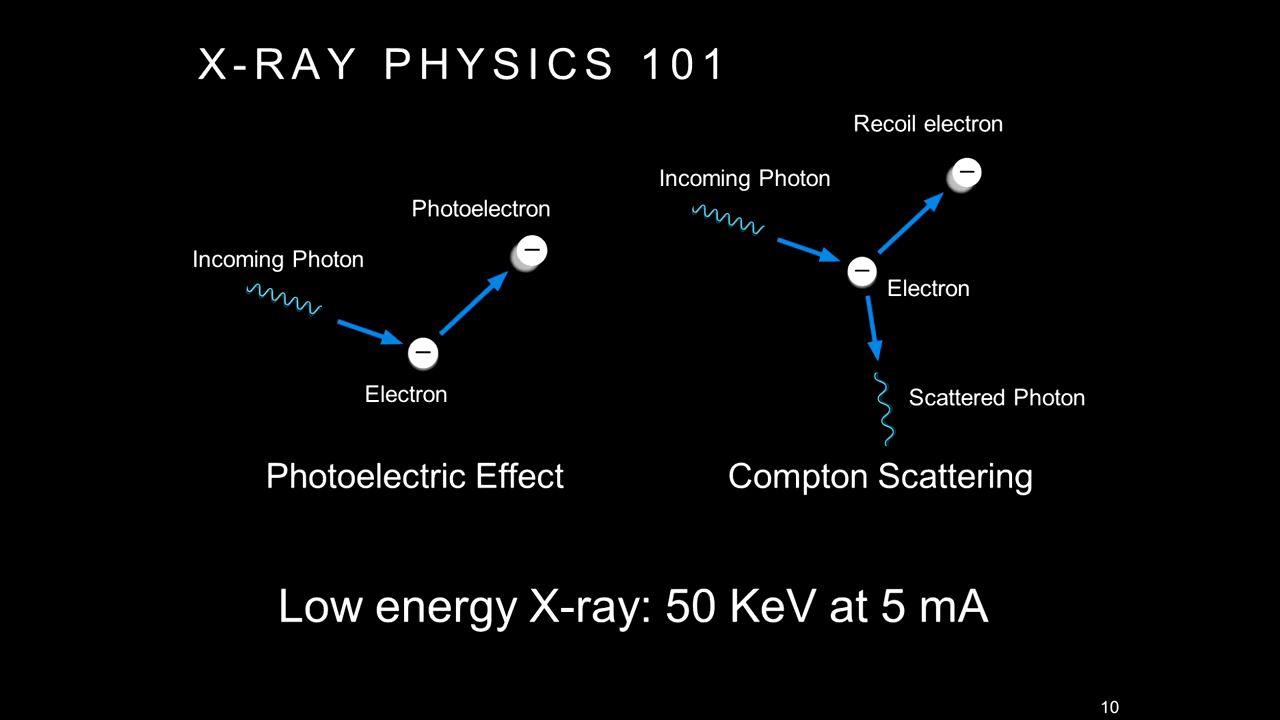 X-RAY PHYSICS 101
Incoming Photon
Photoelectron
Electron
Photoelectric Effect
Recoil electron
Incoming Photon
Electron
Scattered Photon
Compton Scattering
Low energy X-ray: 50 KeV at 5 mA
10